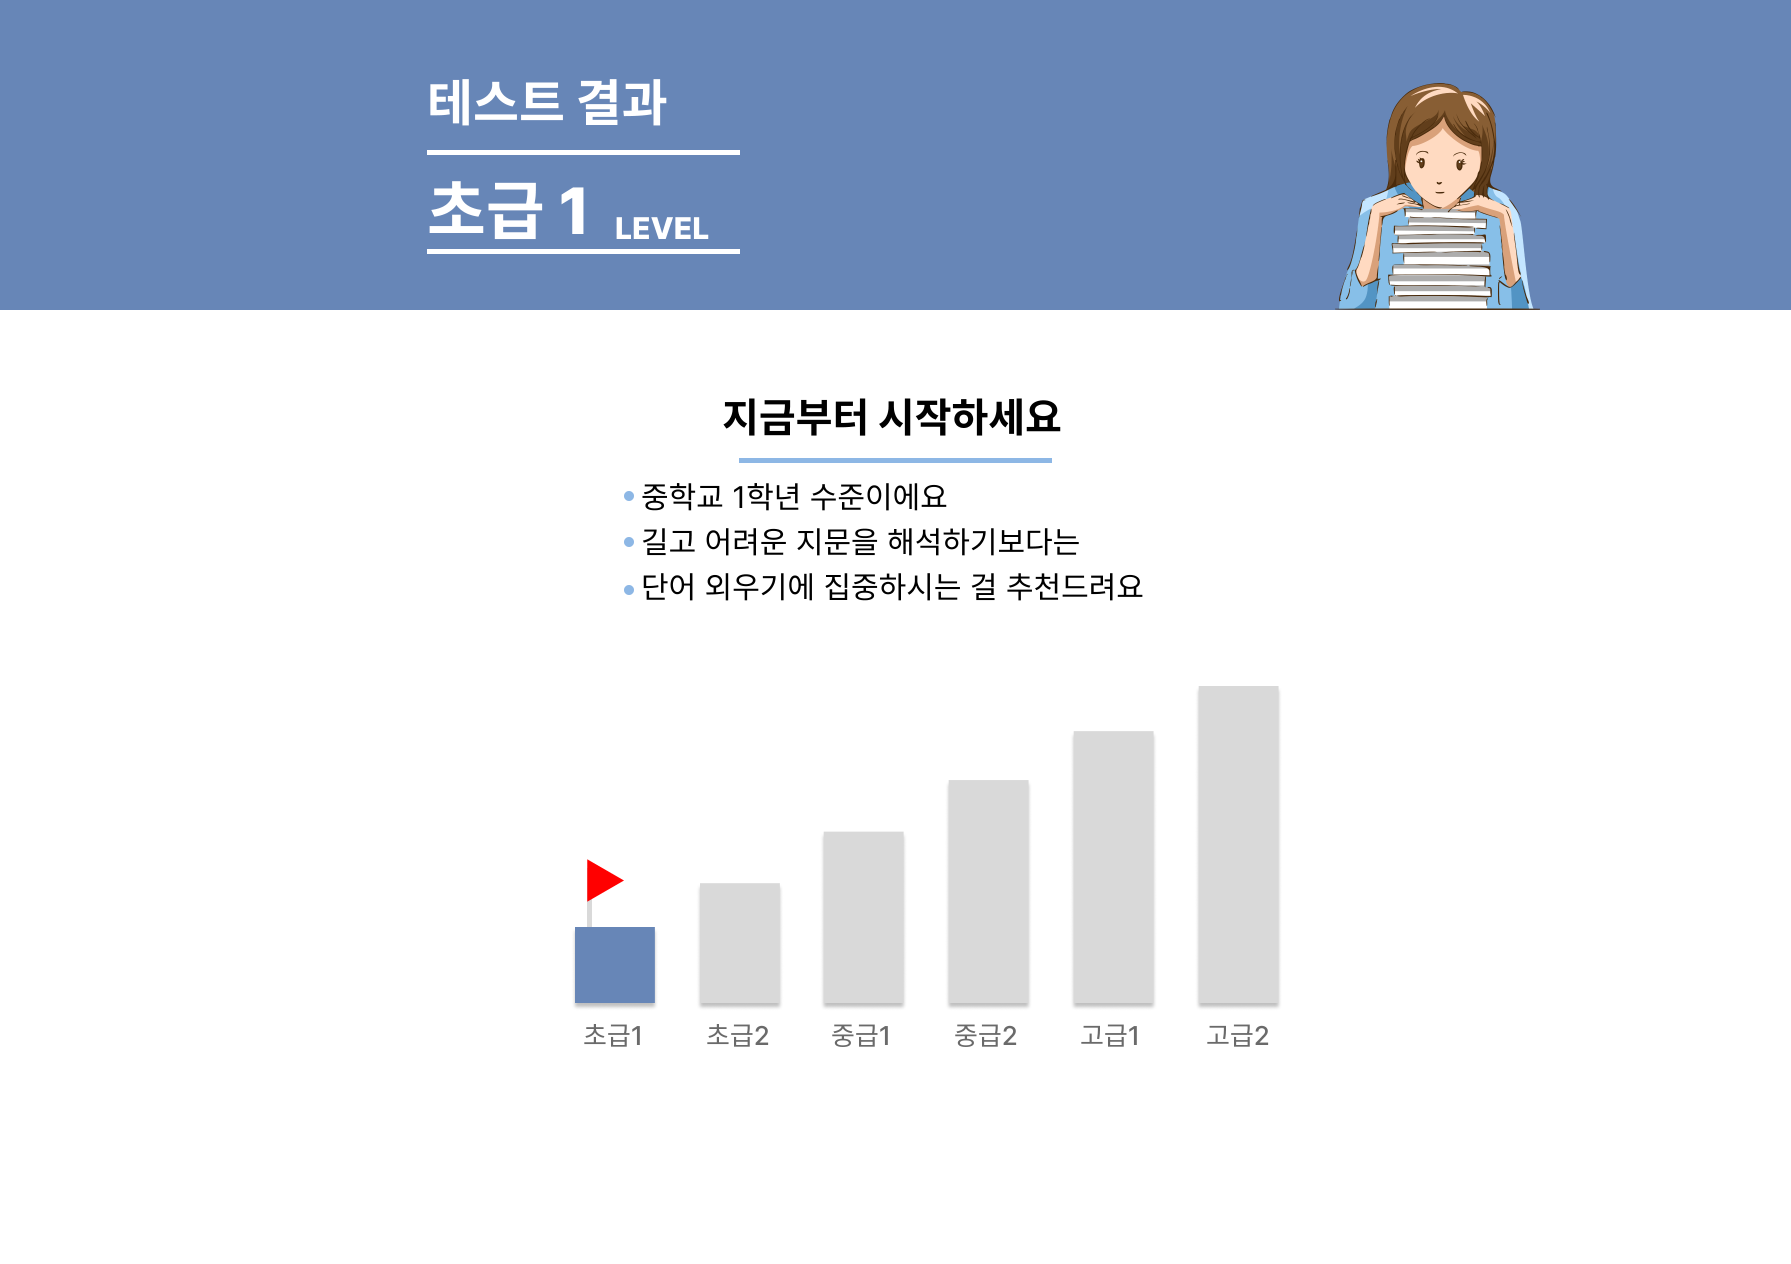 테스트 결과
초급 1 LEVEL
지금부터 시작하세요
중학교 1학년 수준이에요
길고 어려운 지문을 해석하기보다는
단어 외우기에 집중하시는 걸 추천드려요
초급1 초급2 중급1 중급2 고급1 고급2